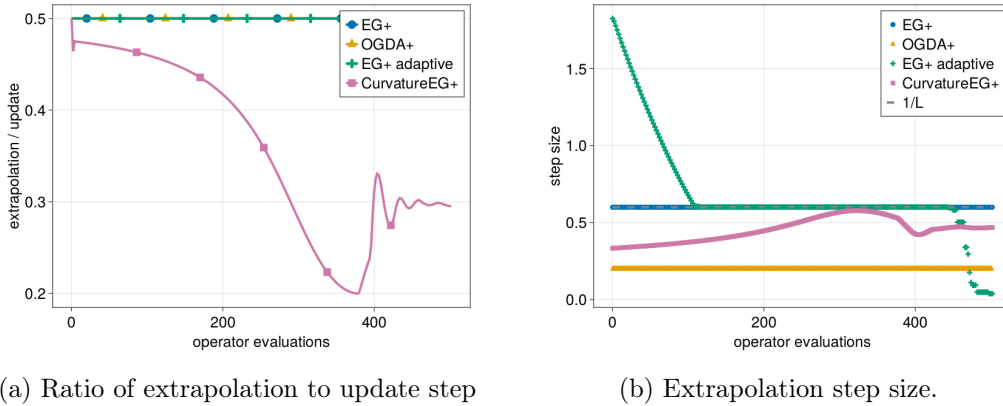 0.5
0.4
0.3
0.2
extrapolation / update
0
200
400
operator evaluations
EG+
OGDA+
EG+ adaptive
CurvatureEG+
(a) Ratio of extrapolation to update step
1.5
1.0
0.5
0.0
step size
0
200
400
operator evaluations
EG+
OGDA+
EG+ adaptive
CurvatureEG+
1/L
(b) Extrapolation step size.